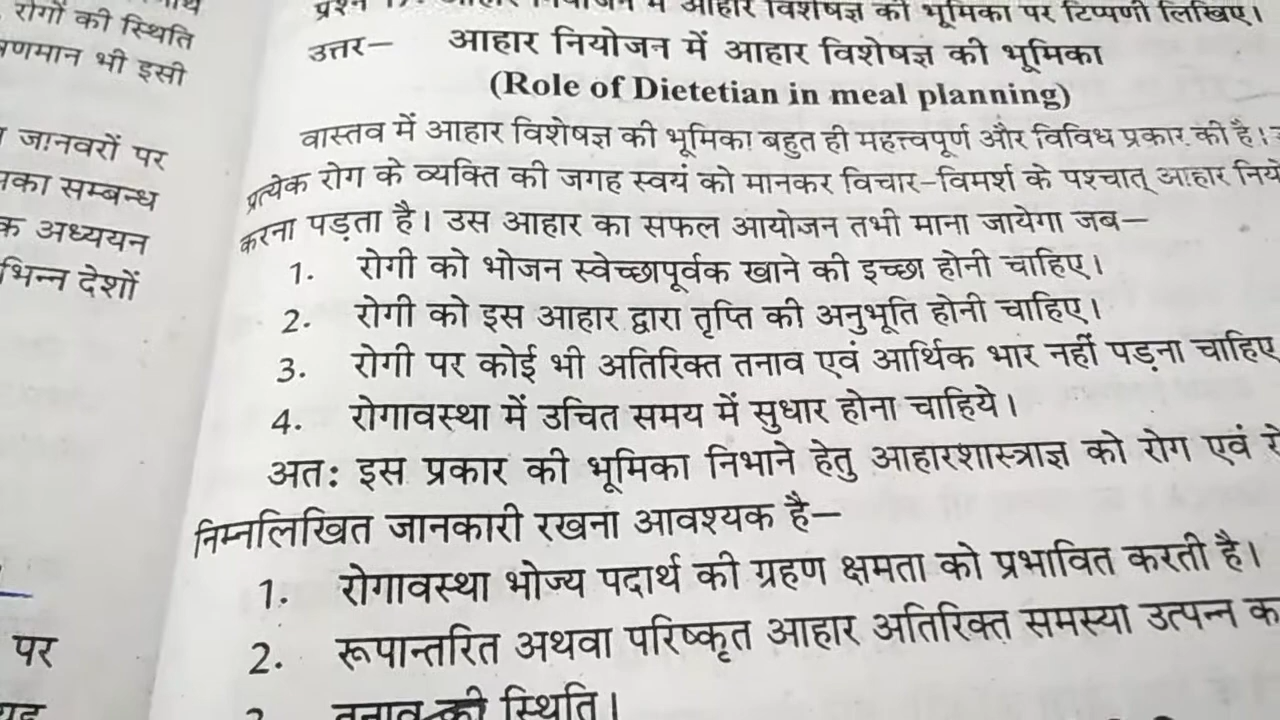 रोगों की स्थिति
णमान भी इसी
जानवरों पर
का सम्बन्ध
क अध्ययन
भिन्न देशों
पर
प्रश्न 17. आहार नियोजन में आहार विशेषज्ञ की भूमिका पर टिप्पणी लिखिए।
उत्तर– आहार नियोजन में आहार विशेषज्ञ की भूमिका
(Role of Dietetian in meal planning)
वास्तव में आहार विशेषज्ञ की भूमिका बहुत ही महत्त्वपूर्ण और विविध प्रकार की है।
प्रत्येक रोग के व्यक्ति की जगह स्वयं को मानकर विचार-विमर्श के पश्चात् आहार निये
करना पड़ता है। उस आहार का सफल आयोजन तभी माना जायेगा जब–
1. रोगी को भोजन स्वेच्छापूर्वक खाने की इच्छा होनी चाहिए।
2. रोगी को इस आहार द्वारा तृप्ति की अनुभूति होनी चाहिए।
3. रोगी पर कोई भी अतिरिक्त तनाव एवं आर्थिक भार नहीं पड़ना चाहिए
4. रोगावस्था में उचित समय में सुधार होना चाहिये।
अत: इस प्रकार की भूमिका निभाने हेतु आहारशास्त्राज्ञ को रोग एवं रो
निम्नलिखित जानकारी रखना आवश्यक है–
1. रोगावस्था भोज्य पदार्थ की ग्रहण क्षमता को प्रभावित करती है।
2. रूपान्तरित अथवा परिष्कृत आहार अतिरिक्त समस्या उत्पन्न क
3. तनाव की स्थिति।